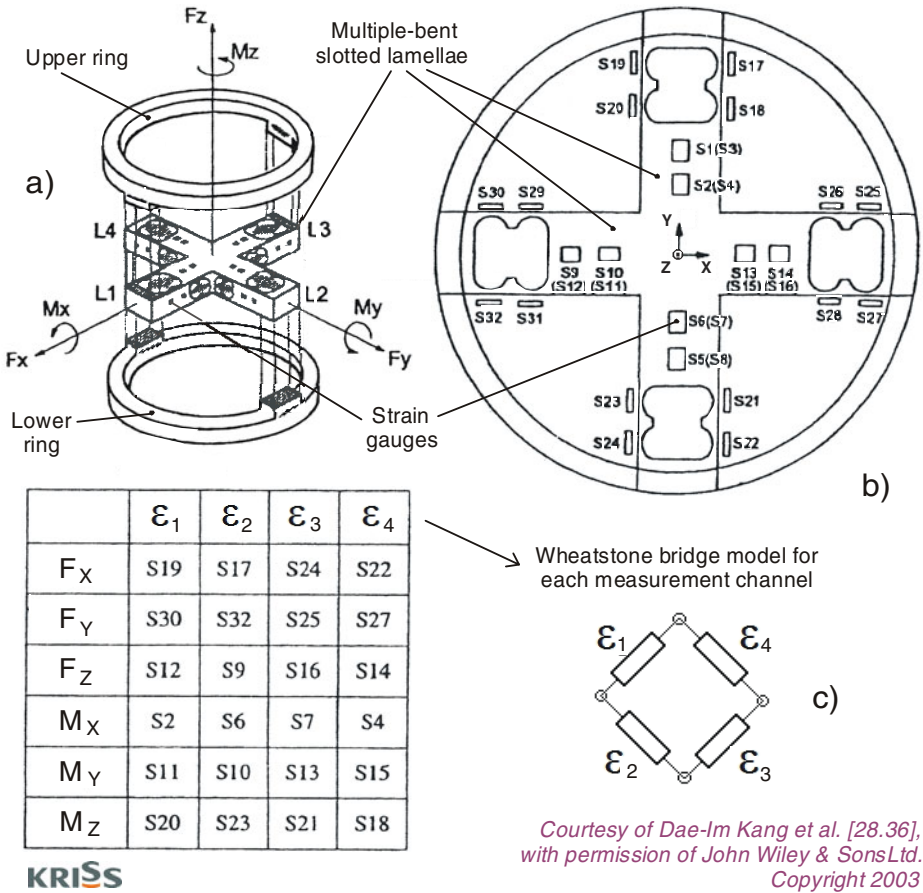 Fz
Mz
Upper ring
Multiple-bent
slotted lamellae
a)
L4
L3
L1
L2
Mx
My
Fx
Fy
Lower
ring
Strain
gauges
S19
S17
S20
S18
S1(S3)
S2(S4)
S30
S29
S26
S25
Y
Z
X
S9
(S12)
S10
(S11)
S13
(S15)
S14
(S16)
S32
S31
S28
S27
S6(S7)
S5(S8)
S23
S21
S24
S22
b)
ε1 ε2 ε3 ε4
FX S19 S17 S24 S22
FY S30 S32 S25 S27
FZ S12 S9 S16 S14
MX S2 S6 S7 S4
MY S11 S10 S13 S15
MZ S20 S23 S21 S18
Wheatstone bridge model for
each measurement channel
ε1
ε4
ε2
ε3
c)
Courtesy of Dae-Im Kang et al. [28.36],
with permission of John Wiley & SonsLtd.
Copyright 2003
KRISS